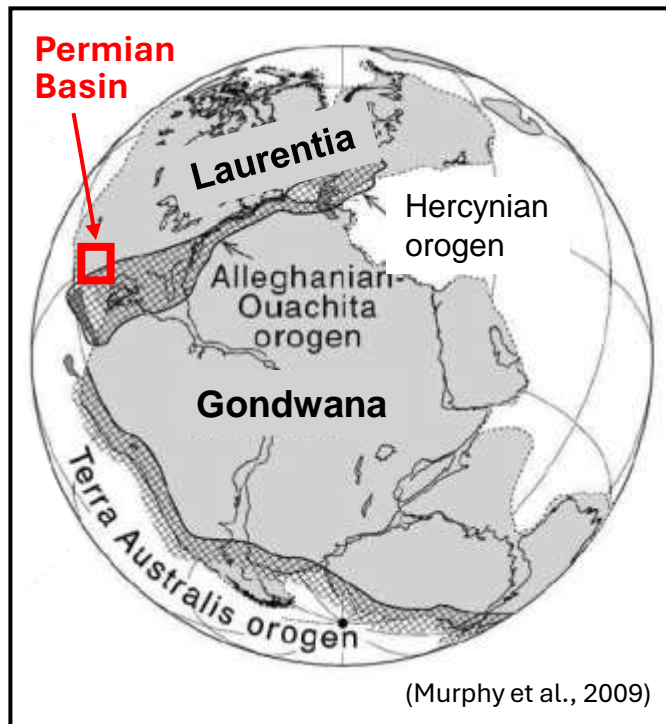 Permian
Basin
Laurentia
Hercynian
orogen
Alleghanian-
Ouachita
orogen
Gondwana
Terra Australis orogen
(Murphy et al., 2009)